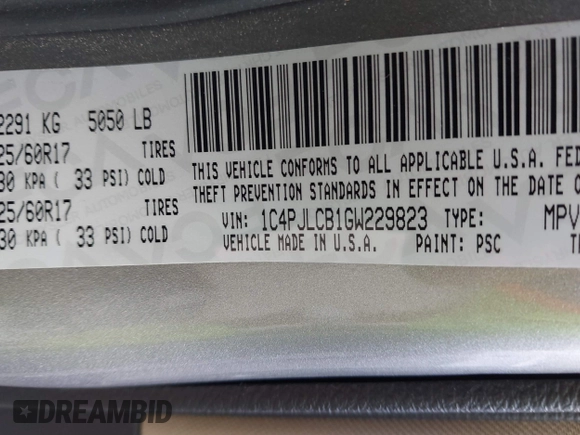 2291 KG 5050 LB
25/60R17 TIRES
30 KPA ( 33 PSI) COLD
25/60R17 TIRES
30 KPA ( 33 PSI) COLD
THIS VEHICLE CONFORMS TO ALL APPLICABLE U.S.A. FED
THEFT PREVENTION STANDARDS IN EFFECT ON THE DATE O
VIN: 1C4PJLCB1GW229823 TYPE: MPV
VEHICLE MADE IN U.S.A. PAINT: PSC
DREAMBID